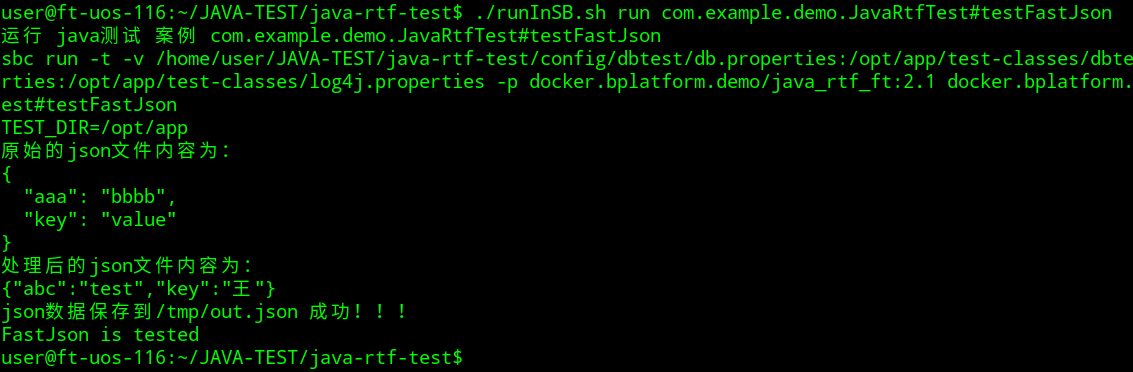 user@ft-uos-116:~/JAVA-TEST/java-rtf-test$ ./runInSB.sh run com.example.demo.JavaRtfTest#testFastJson
运行 java测试 案例 com.example.demo.JavaRtfTest#testFastJson
sbc run -t -v /home/user/JAVA-TEST/java-rtf-test/config/dbtest/db.properties:/opt/app/test-classes/dbte
rties:/opt/app/test-classes/log4j.properties -p docker.bplatform.demo/java_rtf_ft:2.1 docker.bplatform.
est#testFastJson
TEST_DIR=/opt/app
原始的json文件内容为：
{
  "aaa": "bbbb",
  "key": "value"
}
处理后的json文件内容为：
{"abc":"test","key":"王"}
json数据保存到/tmp/out.json 成功！！！
FastJson is tested
user@ft-uos-116:~/JAVA-TEST/java-rtf-test$